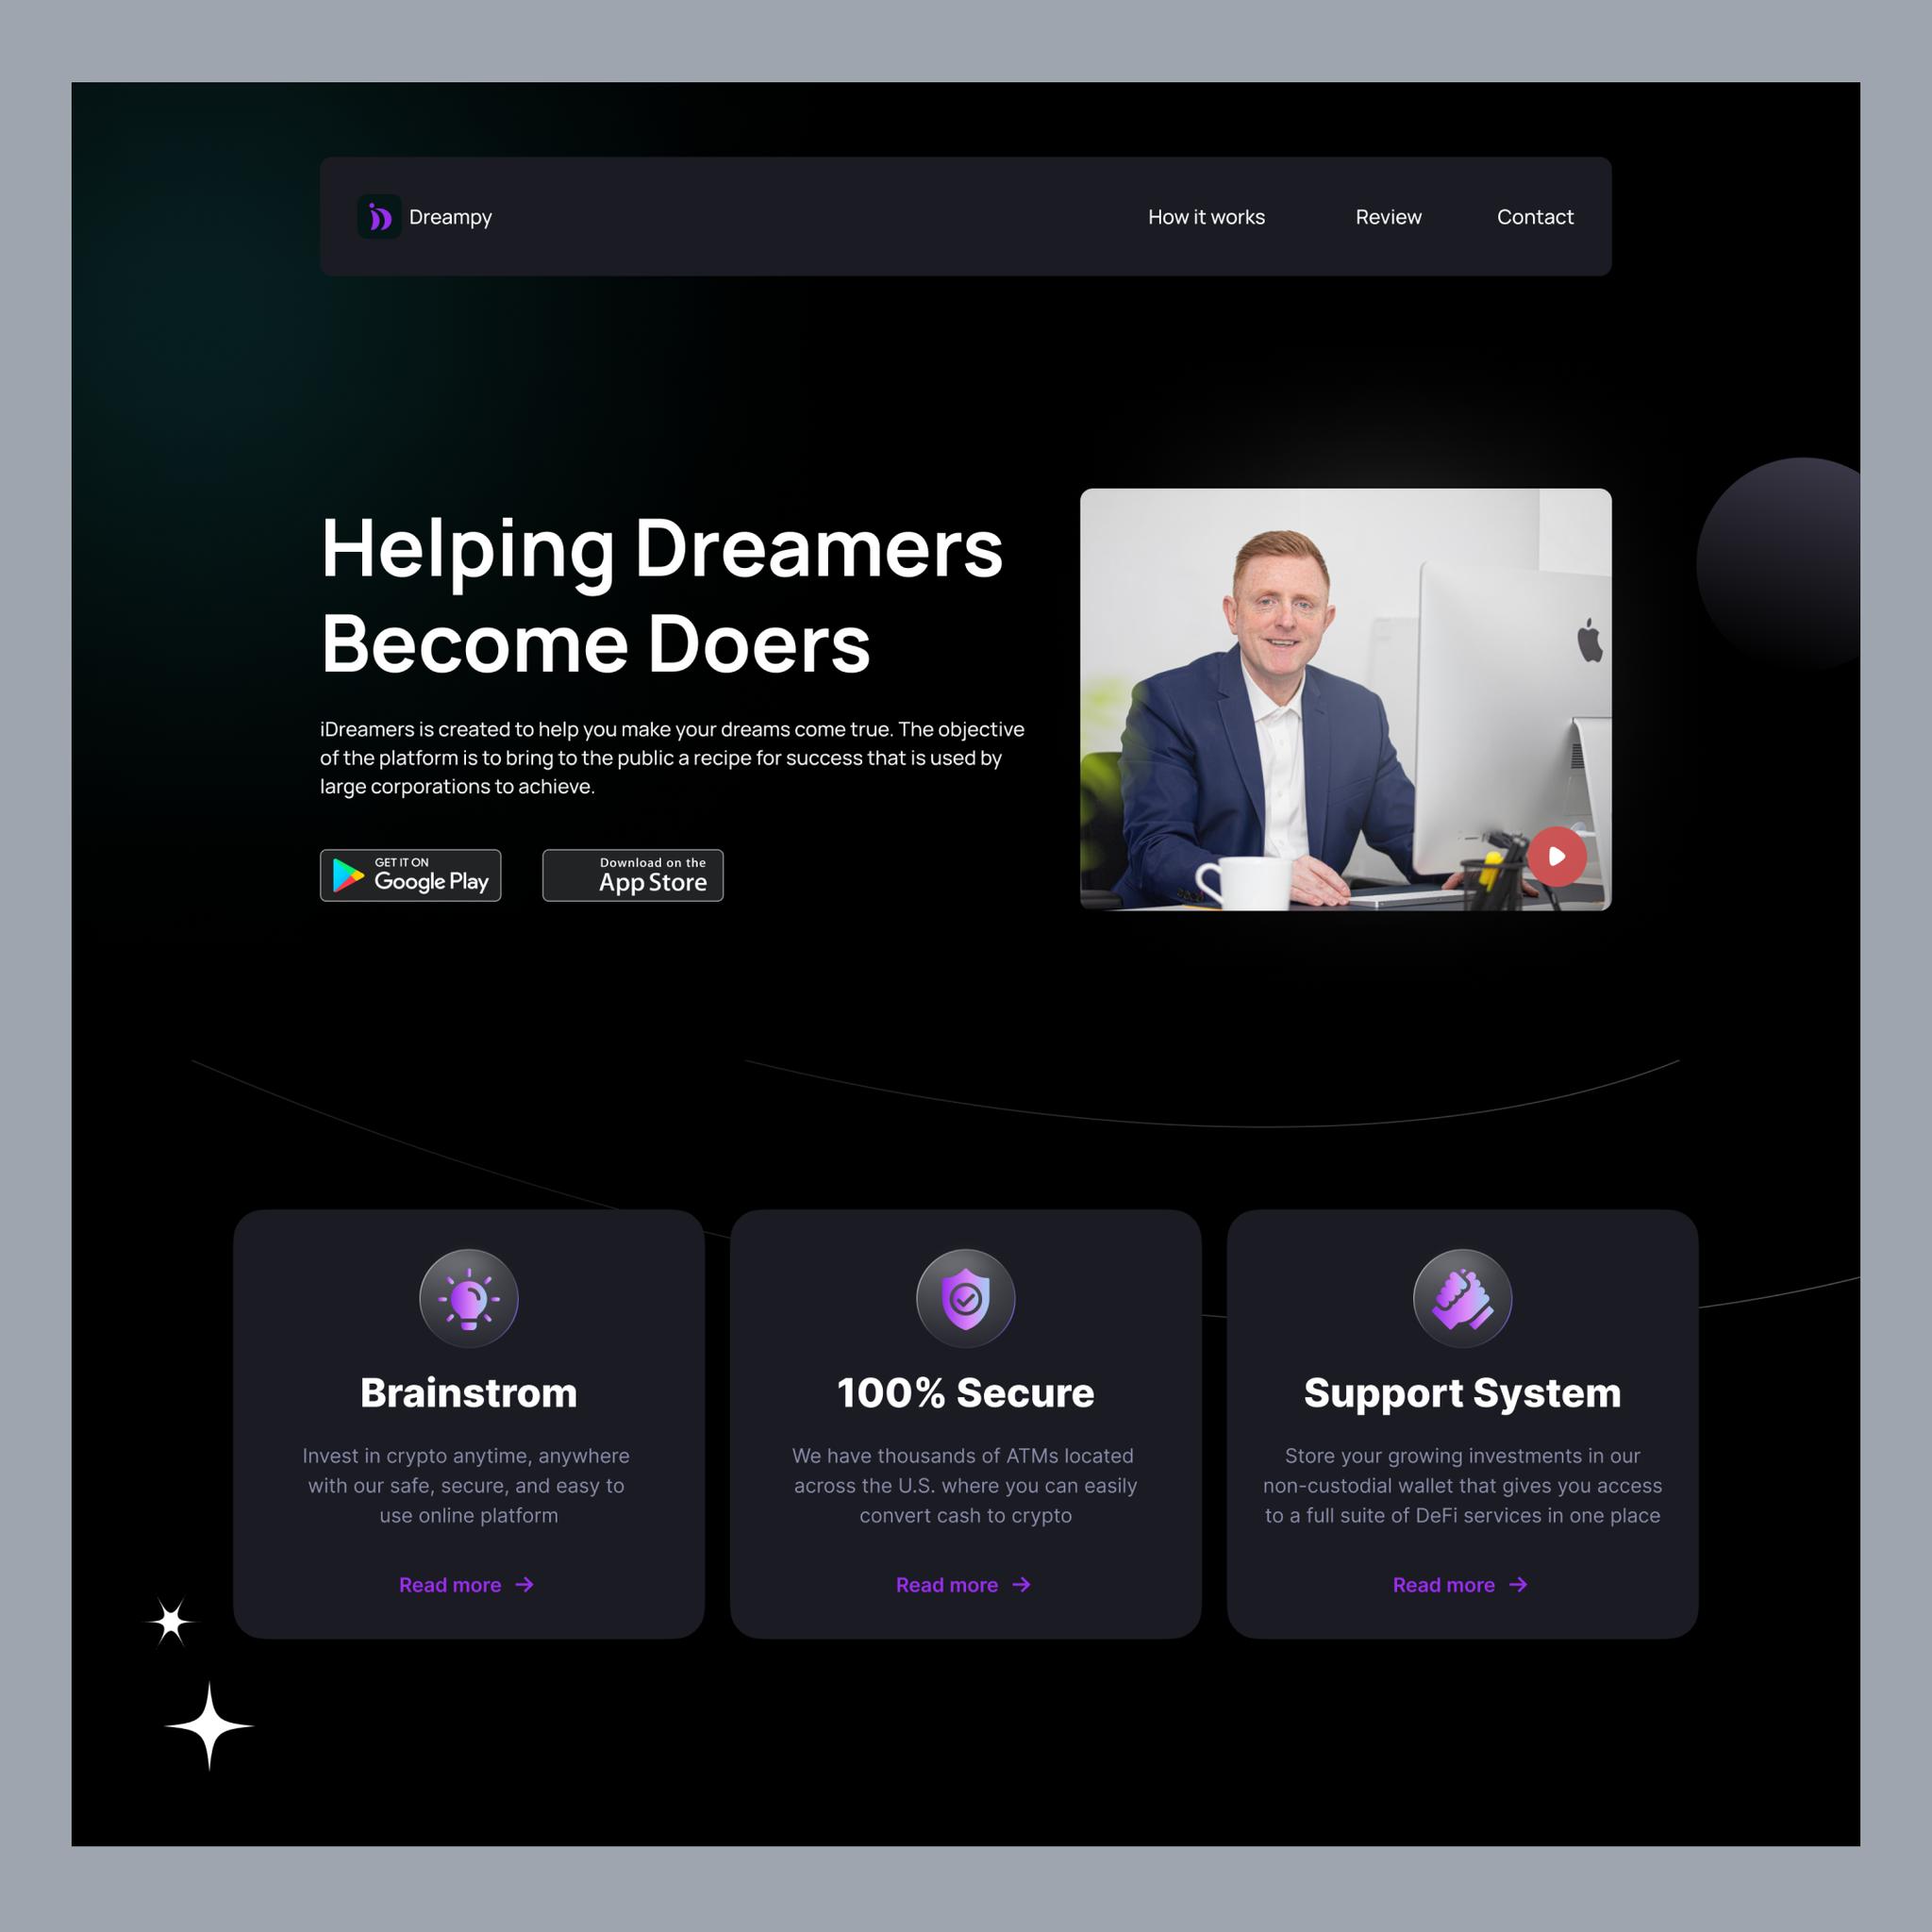 Dreampy
How it works
Review
Contact
Helping Dreamers
Become Doers
iDreamers is created to help you make your dreams come true. The objective
of the platform is to bring to the public a recipe for success that is used by
large corporations to achieve.
GET IT ON
Google Play
Download on the
App Store
Brainstrom
Invest in crypto anytime, anywhere
with our safe, secure, and easy to
use online platform
Read more
100% Secure
We have thousands of ATMs located
across the U.S. where you can easily
convert cash to crypto
Read more
Support System
Store your growing investments in our
non-custodial wallet that gives you access
to a full suite of DeFi services in one place
Read more